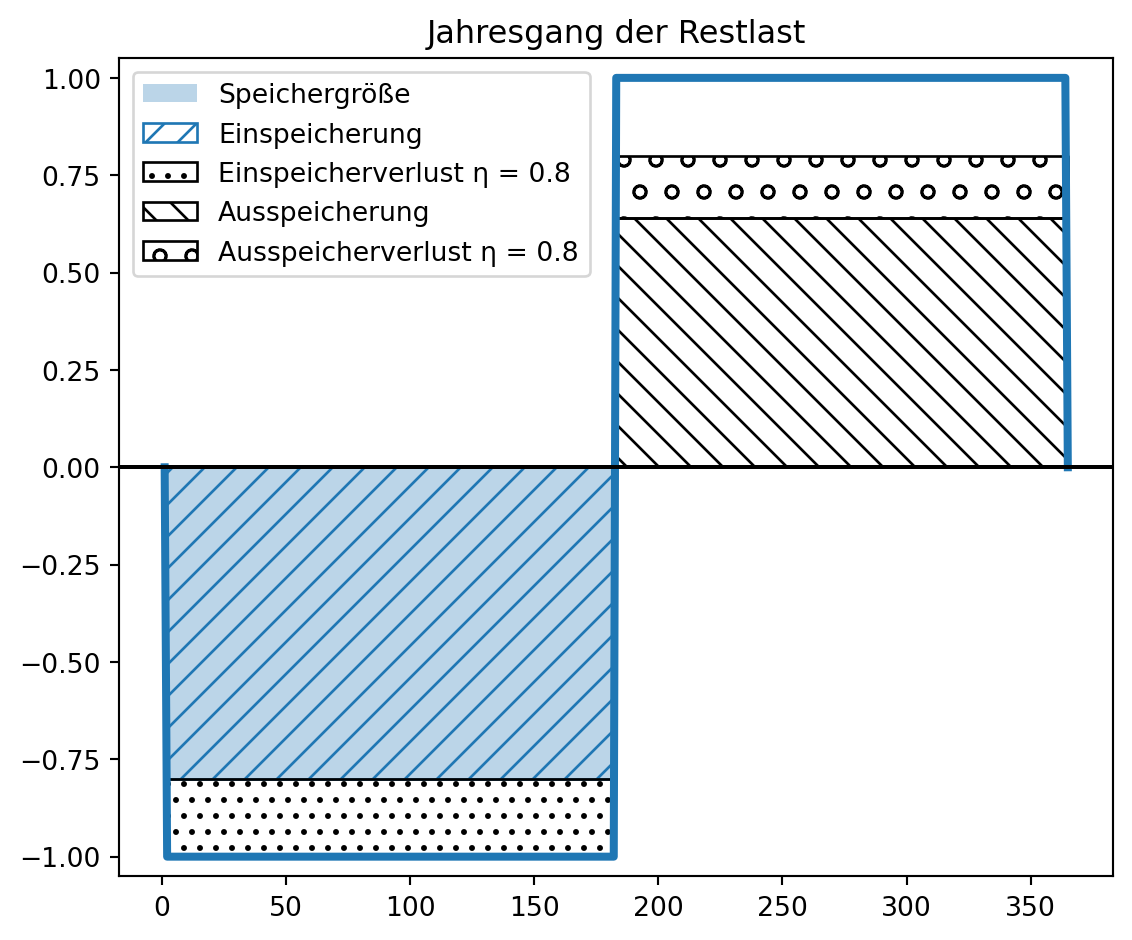 Jahresgang der Restlast
1.00
0.75
0.50
0.25
0.00
−0.25
−0.50
−0.75
−1.00
Speichergröße
Einspeicherung
Einspeicherverlust η = 0.8
Ausspeicherung
Ausspeicherverlust η = 0.8
0 50 100 150 200 250 300 350